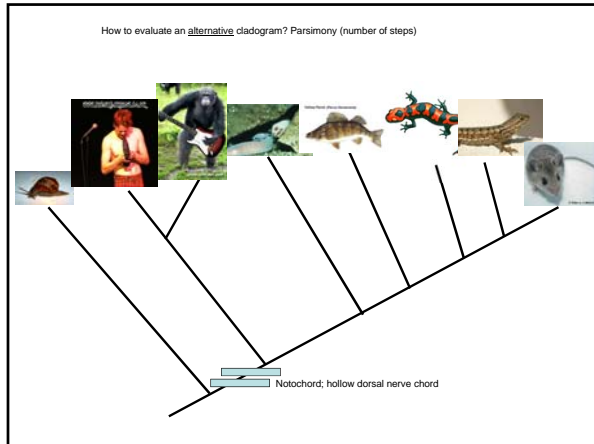 How to evaluate an alternative cladogram? Parsimony (number of steps)
Notochord; hollow dorsal nerve chord